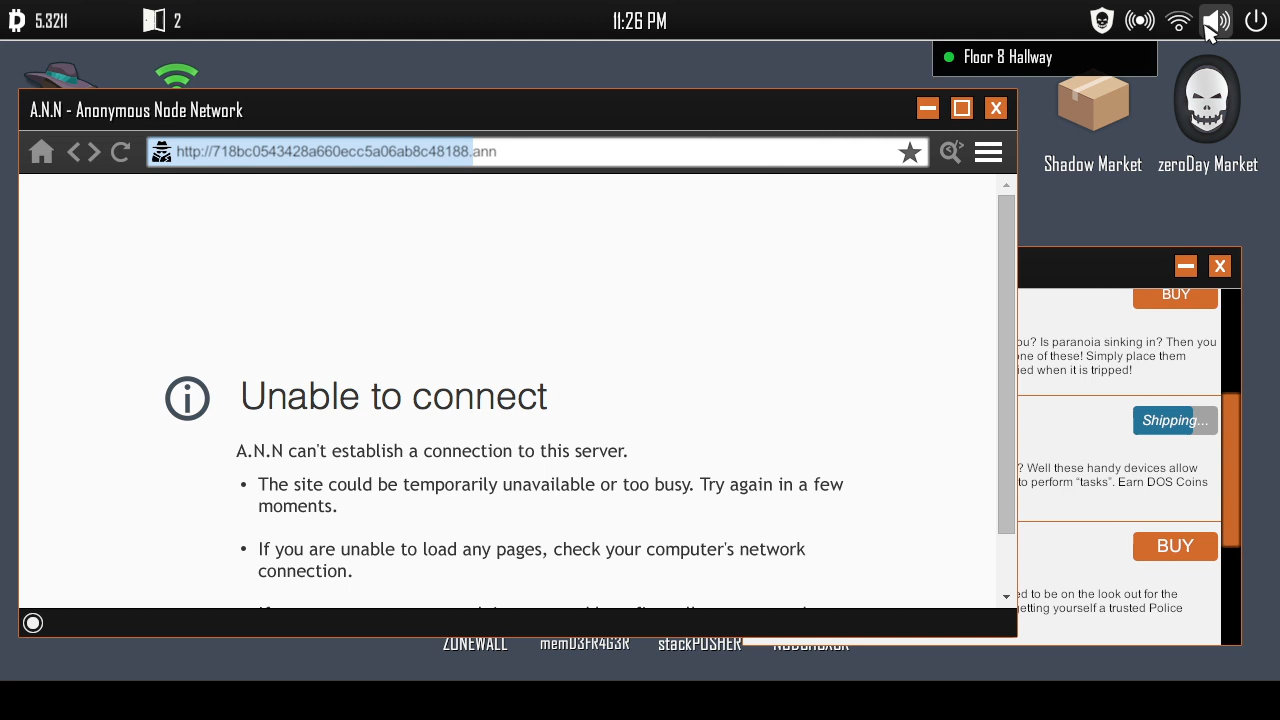 5.3211
2
11:26 PM
Floor 8 Hallway
A.N.N - Anonymous Node Network
http://718bc0543428a660ecc5a06ab8c48188.ann
Shadow Market
zeroDay Market
Unable to connect
A.N.N can't establish a connection to this server.
• The site could be temporarily unavailable or too busy. Try again in a few
moments.
• If you are unable to load any pages, check your computer's network
connection.
BUY
ou? Is paranoia sinking in? Then you
one of these! Simply place them
ied when it is tripped!
Shipping...
? Well these handy devices allow
to perform “tasks”. Earn DOS Coins
BUY
ed to be on the look out for the
getting yourself a trusted Police
ZONEWALL
memD3FR4G3R
stackPUSHER